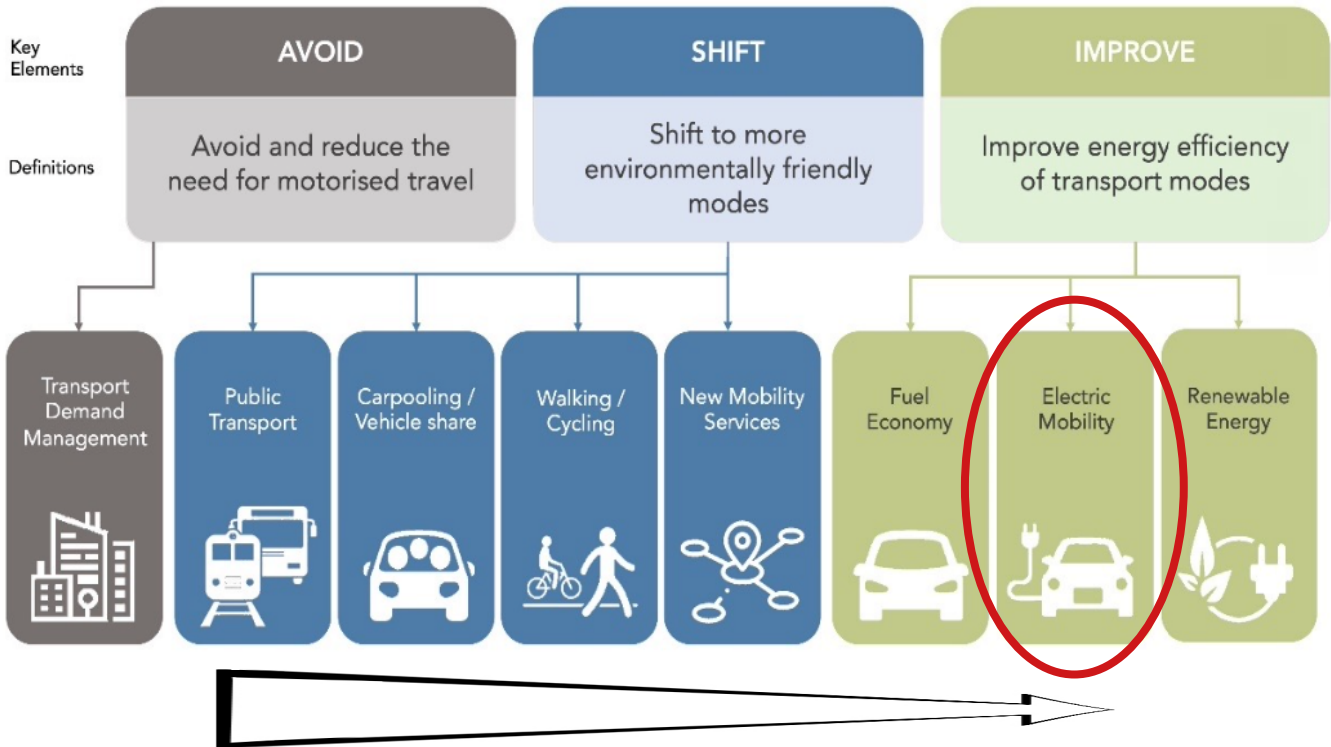 Key
Elements
AVOID
SHIFT
IMPROVE
Definitions
Avoid and reduce the
need for motorised travel
Shift to more
environmentally friendly
modes
Improve energy efficiency
of transport modes
Transport
Demand
Management
Public
Transport
Carpooling /
Vehicle share
Walking /
Cycling
New Mobility
Services
Fuel
Economy
Electric
Mobility
Renewable
Energy